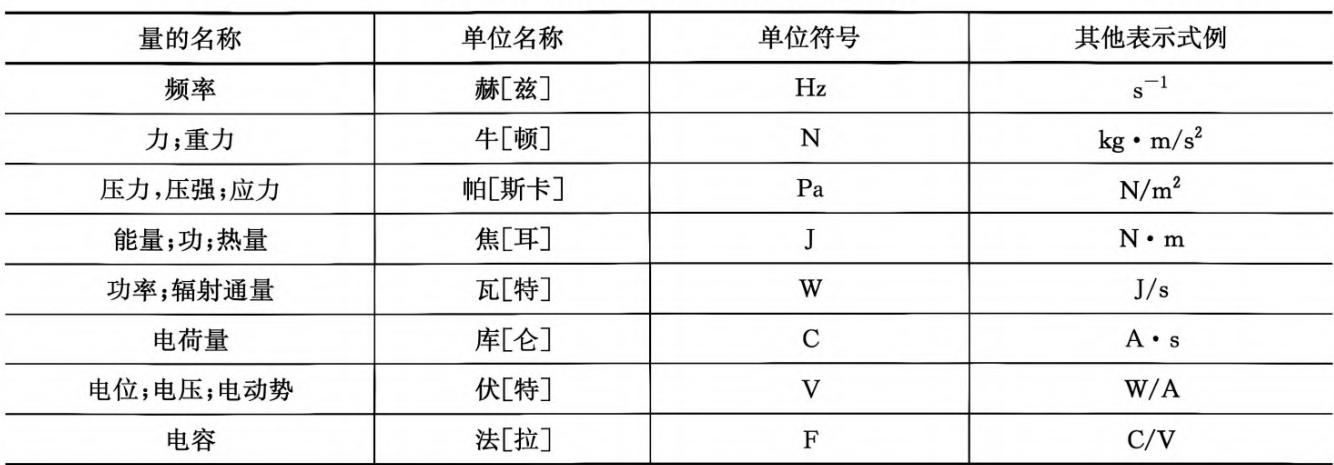 量的名称 单位名称 单位符号 其他表示式例
频率 赫[兹] Hz s⁻¹
力;重力 牛[顿] N kg·m/s²
压力,压强;应力 帕[斯卡] Pa N/m²
能量;功;热量 焦[耳] J N·m
功率;辐射通量 瓦[特] W J/s
电荷量 库[仑] C A·s
电位;电压;电动势 伏[特] V W/A
电容 法[拉] F C/V